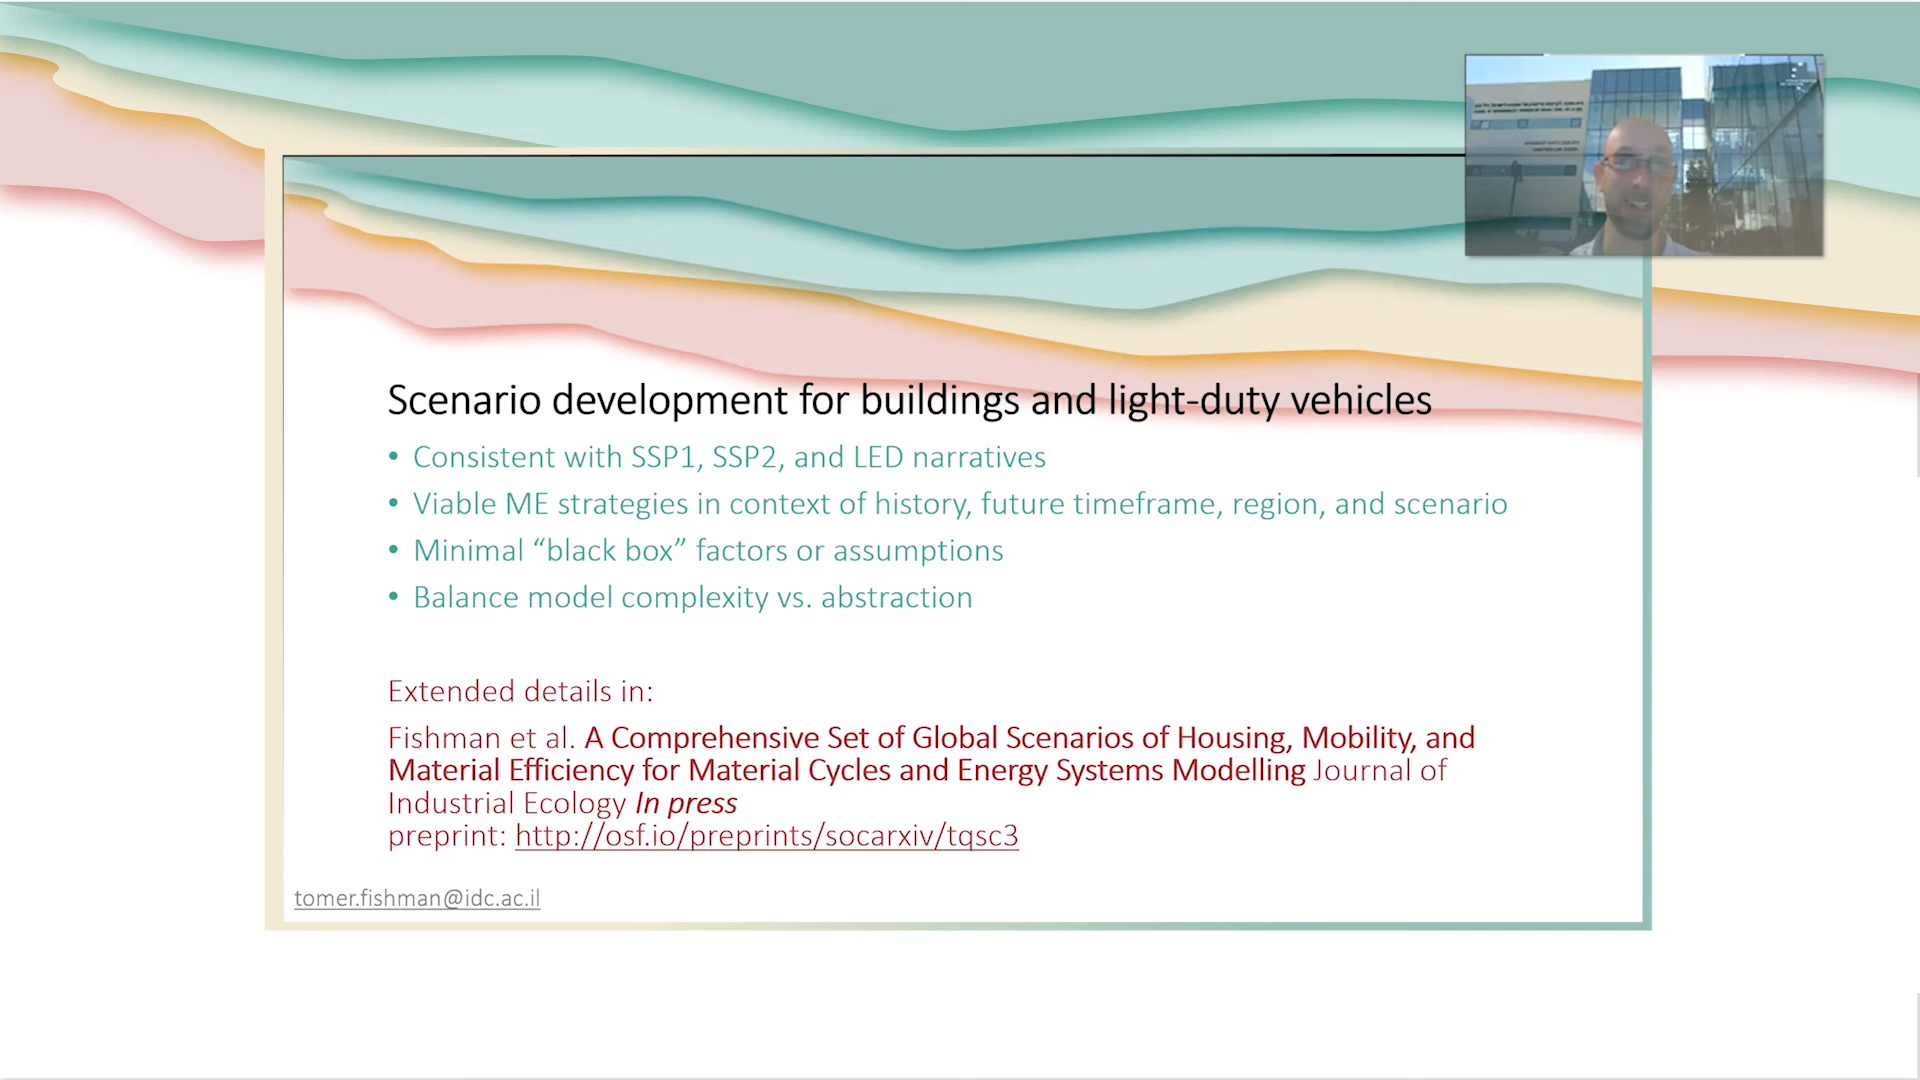 Scenario development for buildings and light-duty vehicles
• Consistent with SSP1, SSP2, and LED narratives
• Viable ME strategies in context of history, future timeframe, region, and scenario
• Minimal “black box” factors or assumptions
• Balance model complexity vs. abstraction
Extended details in:
Fishman et al. A Comprehensive Set of Global Scenarios of Housing, Mobility, and
Material Efficiency for Material Cycles and Energy Systems Modelling Journal of
Industrial Ecology In press
preprint: http://osf.io/preprints/socarxiv/tqsc3
tomer.fishman@idc.ac.il